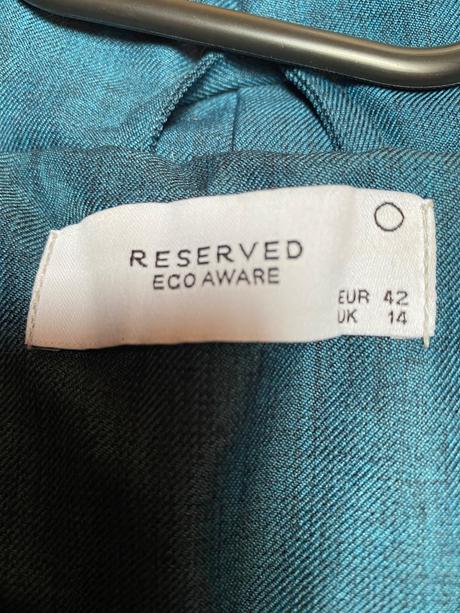 RESERVED
ECO AWARE
EUR 42
UK 14